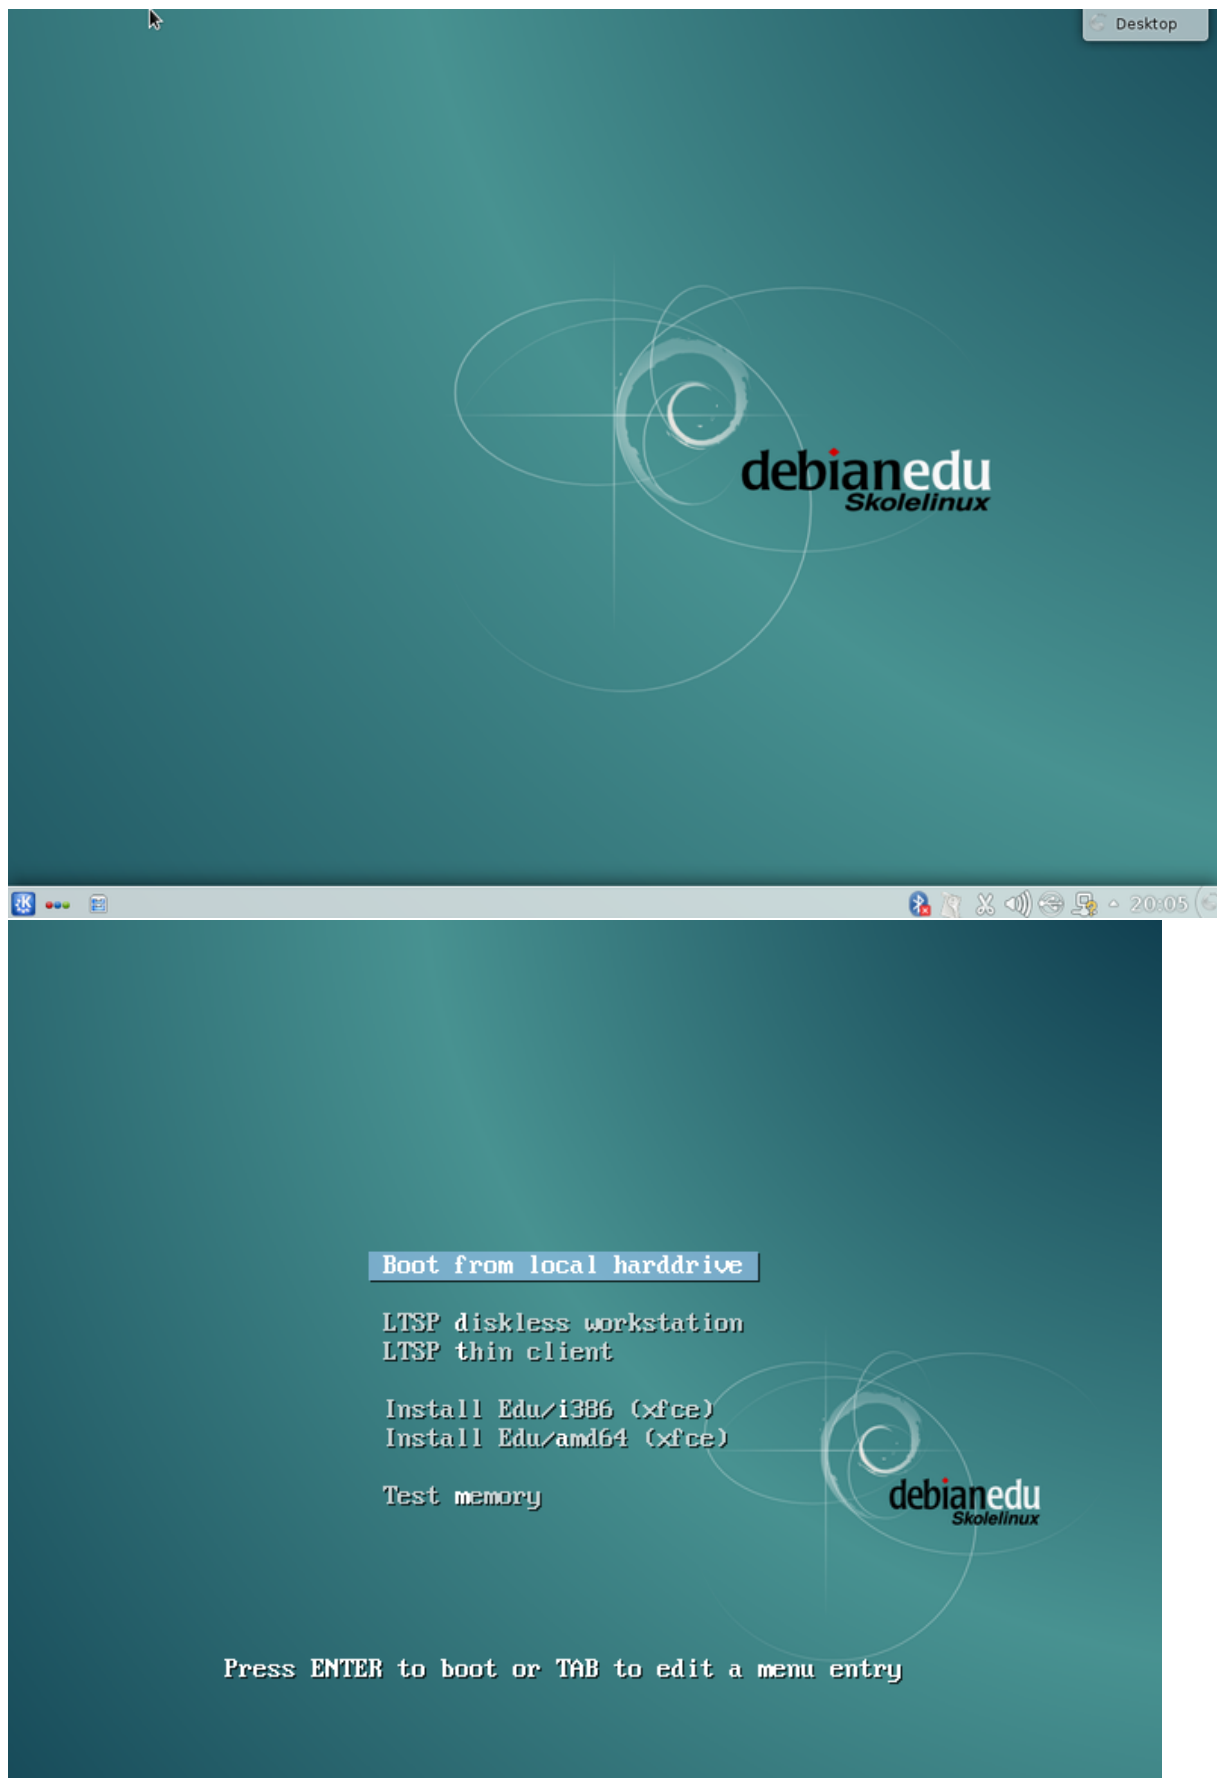 Desktop
debianedu
Skolelinux
20:05
Boot from local harddrive
LTSP diskless workstation
LTSP thin client
Install Edu/i386 (xfce)
Install Edu/amd64 (xfce)
Test memory
debianedu
Skolelinux
Press ENTER to boot or TAB to edit a menu entry